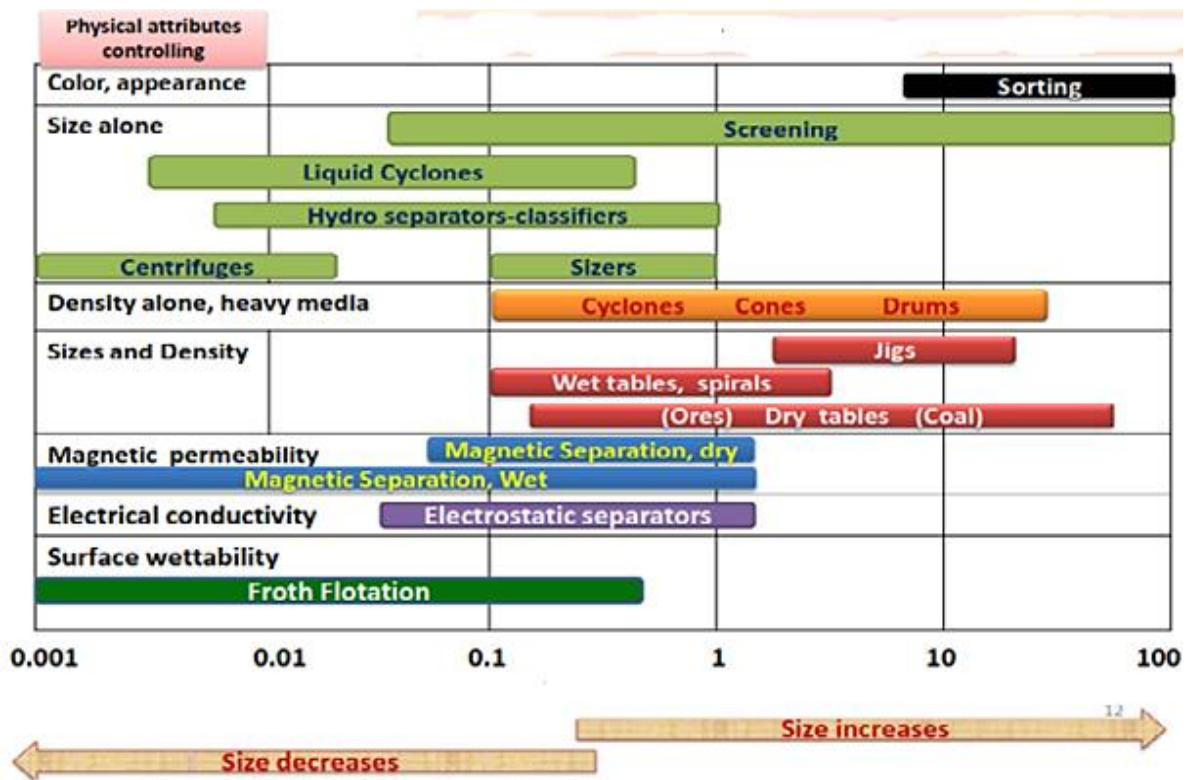 Physical attributes
controlling
Color, appearance
Sorting
Size alone
Screening
Liquid Cyclones
Hydro separators-classifiers
Centrifuges
Sizers
Density alone, heavy media
Cyclones Cones Drums
Sizes and Density
Jigs
Wet tables, spirals
(Ores) Dry tables (Coal)
Magnetic permeability
Magnetic Separation, dry
Magnetic Separation, Wet
Electrical conductivity
Electrostatic separators
Surface wettability
Froth Flotation
0.001 0.01 0.1 1 10 100
12
Size increases
Size decreases